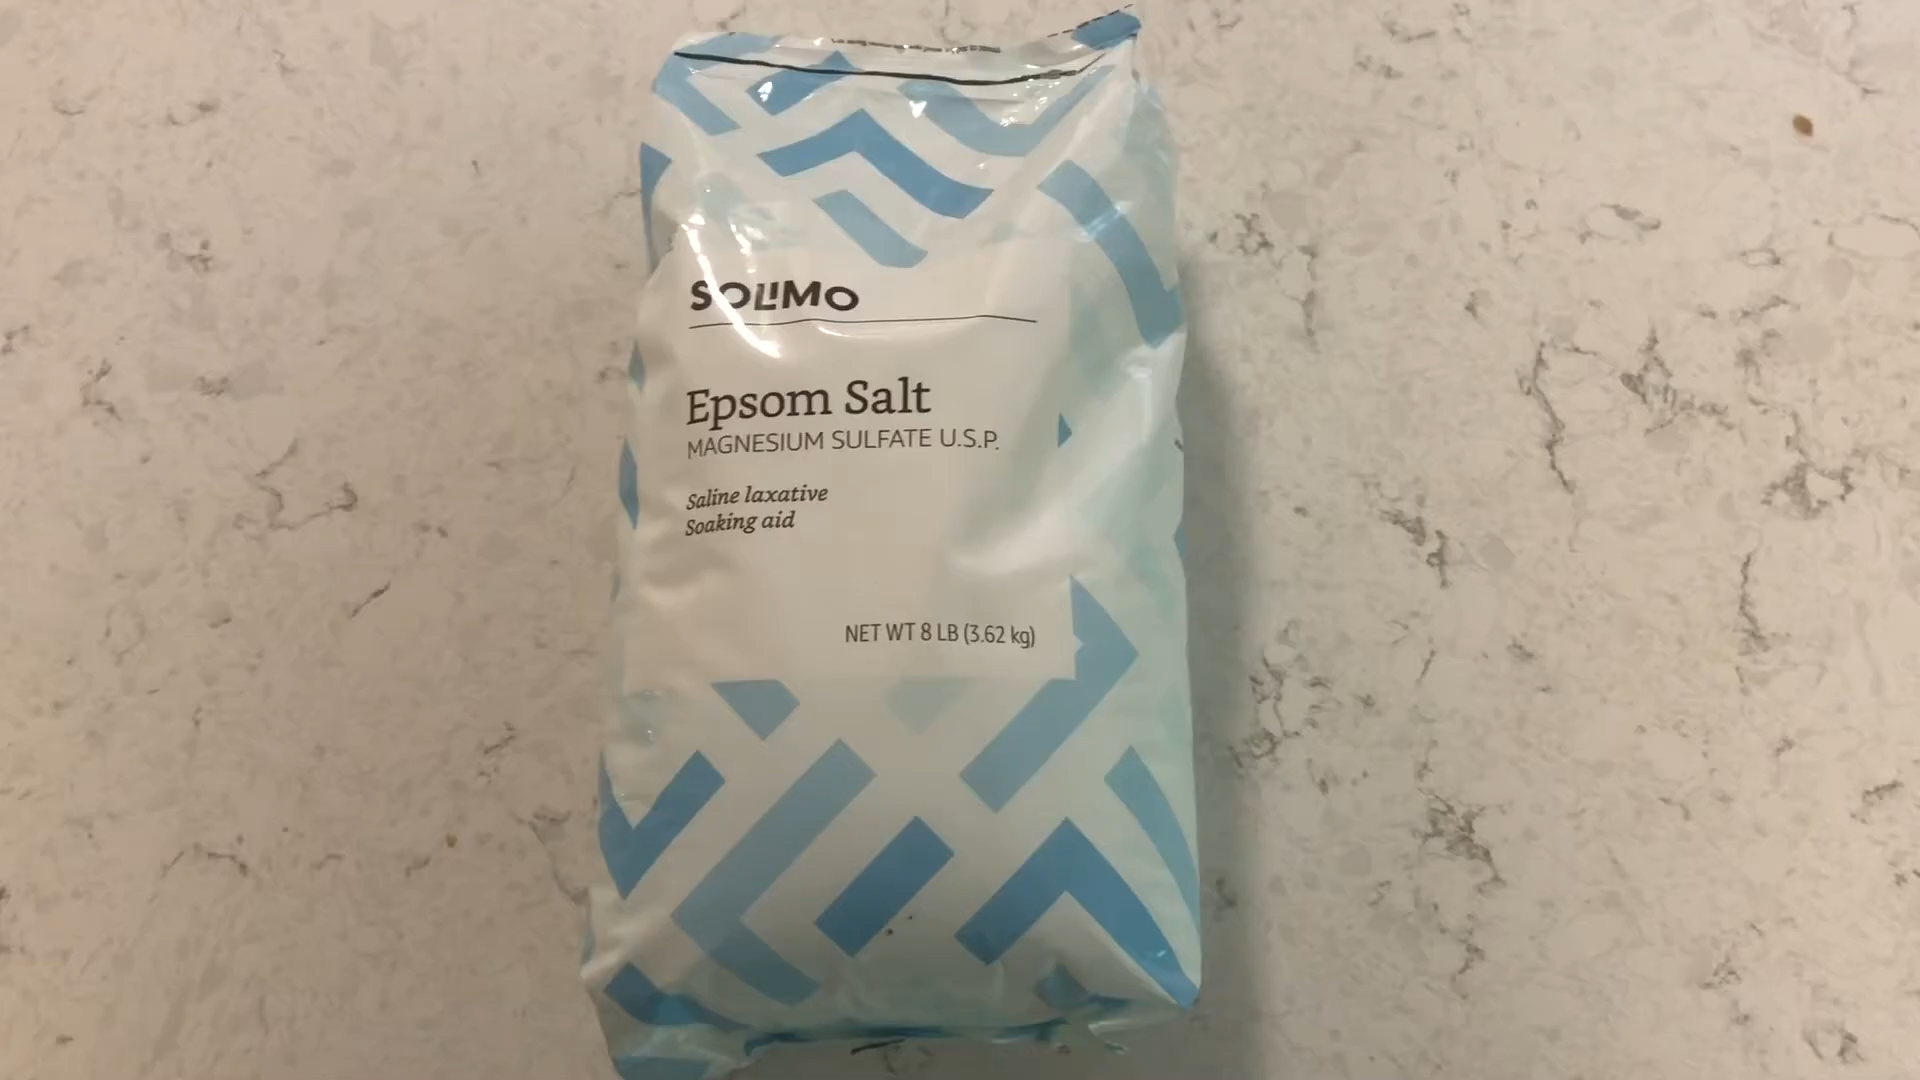 SOLIMO
Epsom Salt
MAGNESIUM SULFATE U.S.P.
Saline laxative
Soaking aid
NET WT 8 LB (3.62 kg)